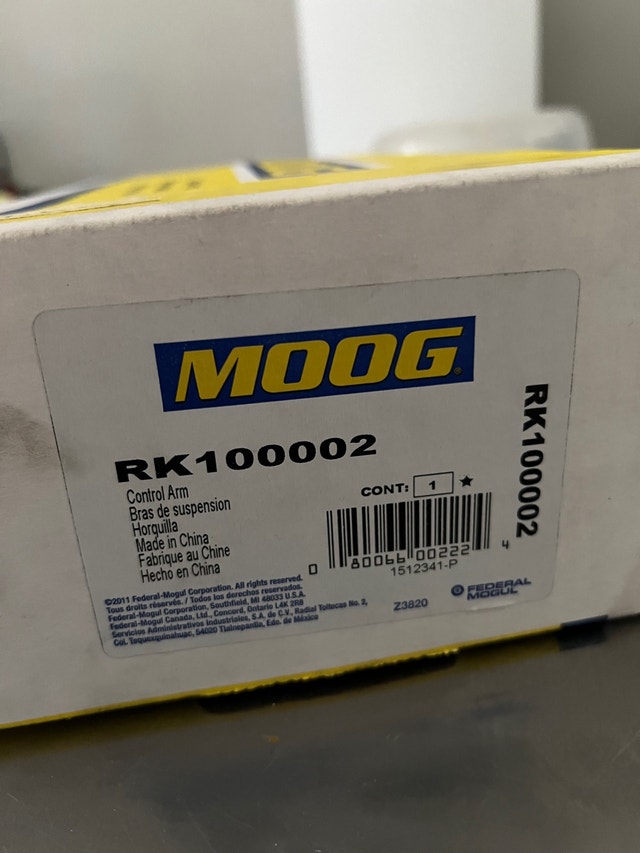 MOOG
RK100002
Control Arm
Bras de suspension
Horquilla
Made in China
Fabriqué au Chine
Hecho en China
CONT: 1 ★
0 80066 00222 4
1512341-P
RK100002
©2011 Federal-Mogul Corporation. All rights reserved.
Tous droits réservés. / Todos los derechos reservados.
Federal-Mogul Corporation, Southfield, MI 48033 U.S.A.
Federal-Mogul Canada, Ltd., Concord, Ontario L4K 2R8
Servicios Administrativos Industriales, S.A. de C.V., Radial Toltecas No. 2,
Col. Tequexquinahuac, 54020 Tlalnepantla, Edo. de México
Z3820
FEDERAL
MOGUL